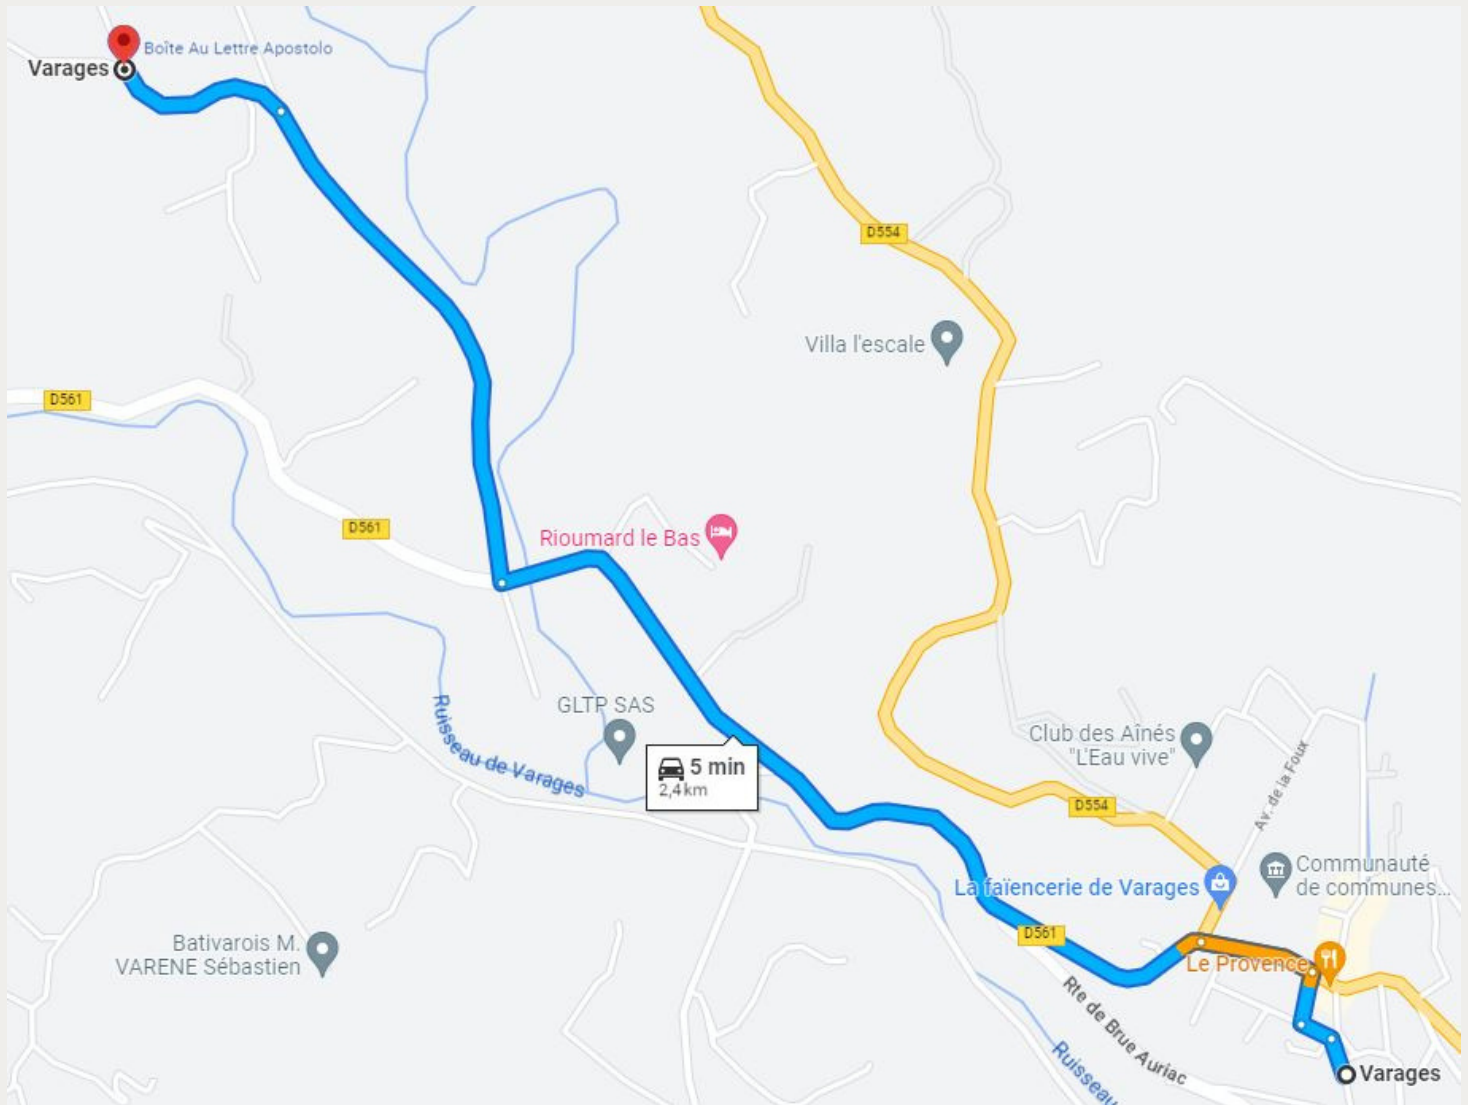 Boîte Au Lettre Apostolo
Varages
D554
Villa l'escale
D561
D561
Rioumard le Bas
GLTP SAS
Ruisseau de Varages
5 min
2,4 km
Club des Aînés
"L'Eau vive"
Av. de la Foux
D554
Communauté
de communes...
La faïencerie de Varages
D561
Bativarois M.
VARENE Sébastien
Le Provence
Rte de Brue Auriac
Ruisseau
Varages